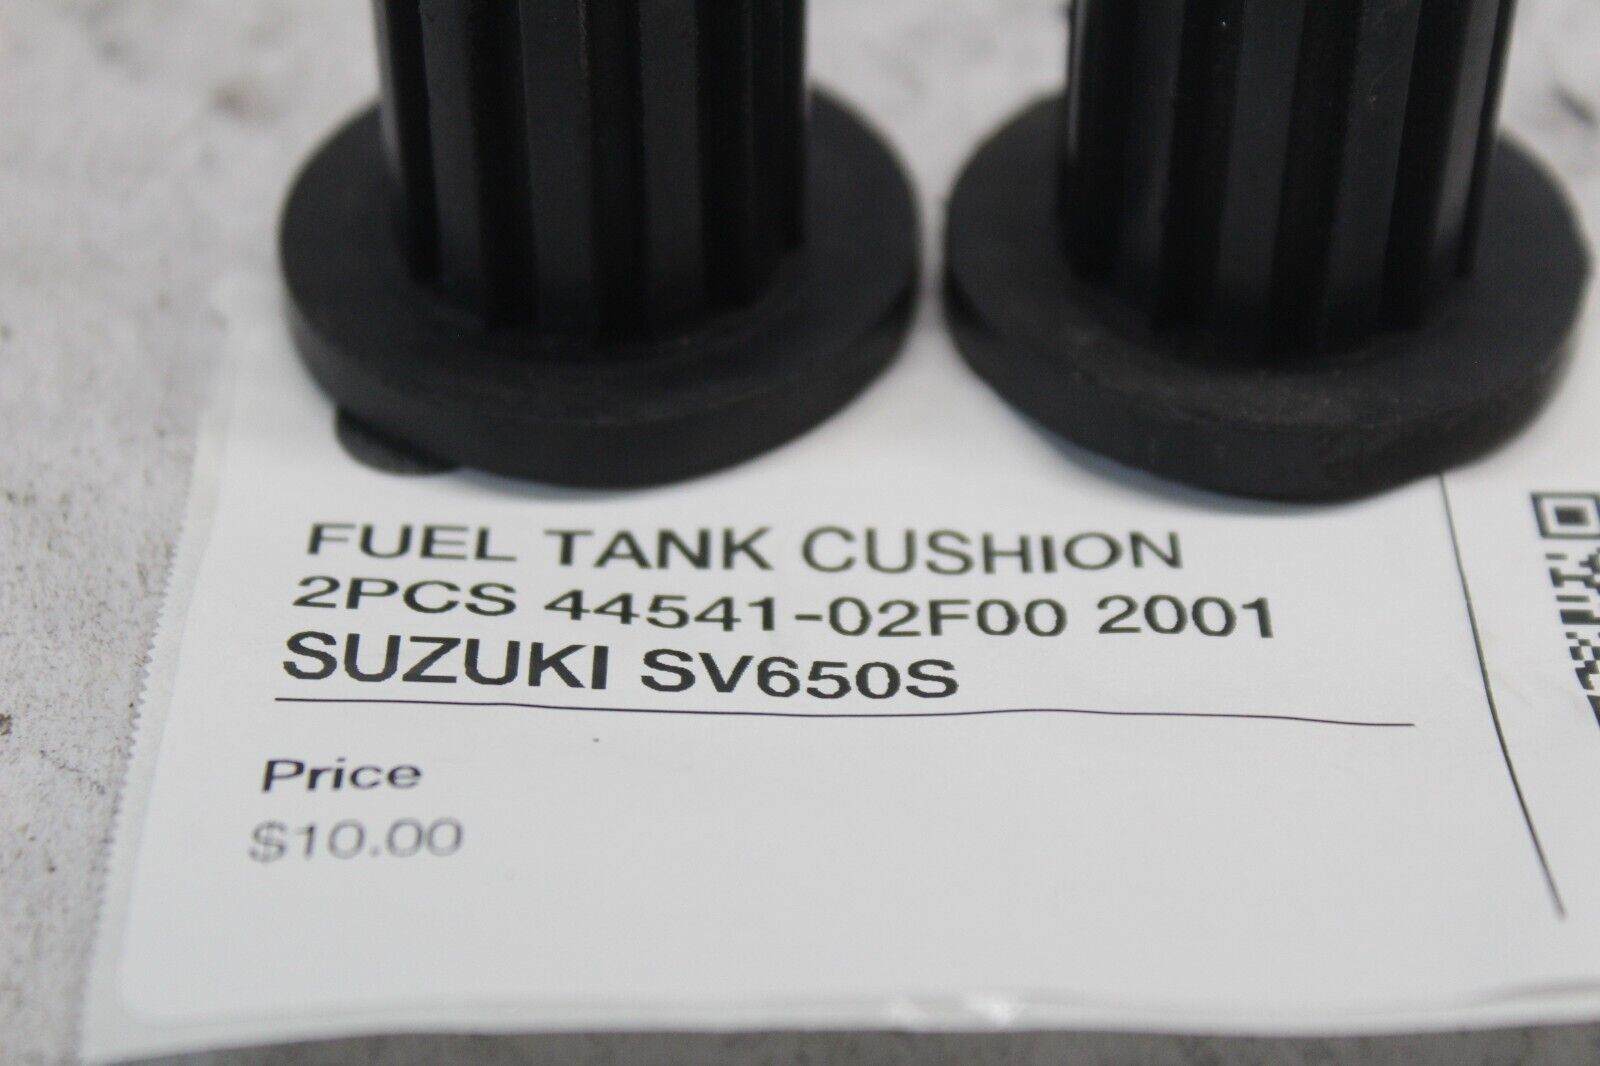 FUEL TANK CUSHION
2PCS 44541-02F00 2001
SUZUKI SV650S
Price
$10.00